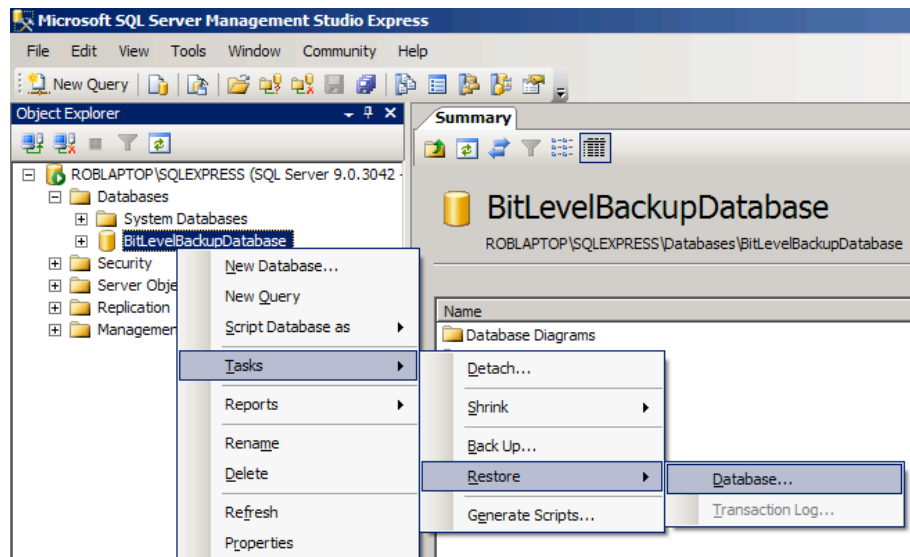 Microsoft SQL Server Management Studio Express
File Edit View Tools Window Community Help
New Query
Object Explorer
Summary
ROBLAPTOP\SQLEXPRESS (SQL Server 9.0.3042 -
Databases
System Databases
BitLevelBackupDatabase
Security
Server Obje
Replication
Managemen
BitLevelBackupDatabase
ROBLAPTOP\SQLEXPRESS\Databases\BitLevelBackupDatabase
Name
Database Diagrams
New Database...
New Query
Script Database as
Tasks
Reports
Rename
Delete
Refresh
Properties
Detach...
Shrink
Back Up...
Restore
Generate Scripts...
Database...
Transaction Log...